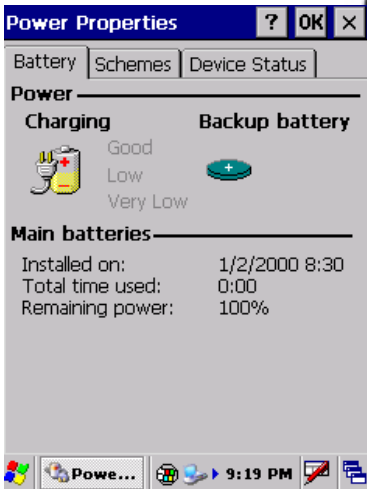 Power Properties ? OK ×
Battery Schemes Device Status
Power
Charging Backup battery
Good
Low
Very Low
Main batteries
Installed on: 1/2/2000 8:30
Total time used: 0:00
Remaining power: 100%
Powe... 9:19 PM